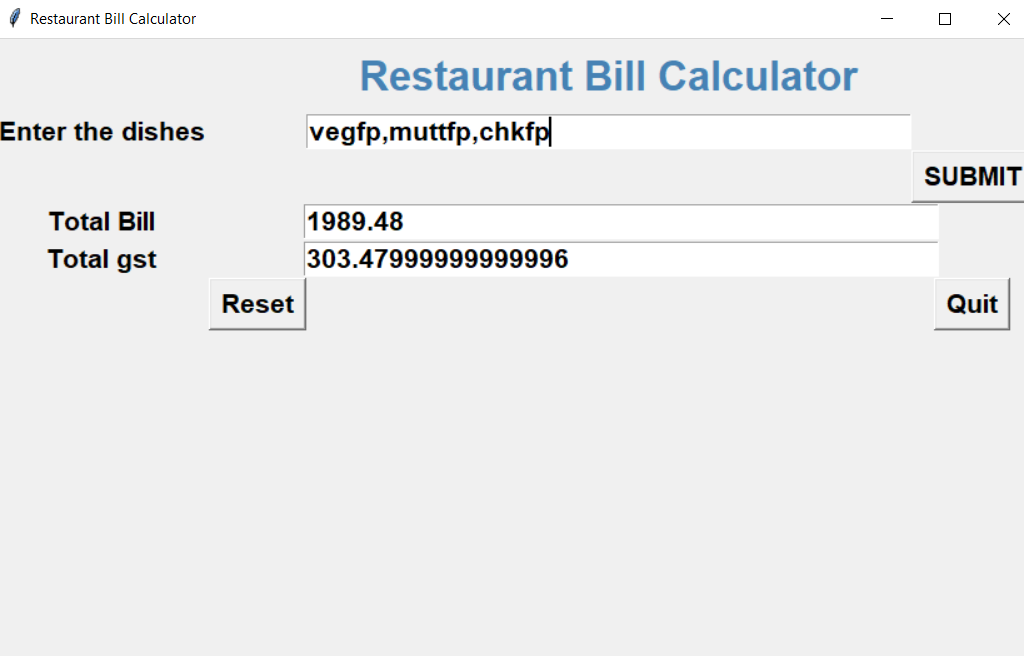 Restaurant Bill Calculator
Restaurant Bill Calculator
Enter the dishes vegfp,muttfp,chkfp
SUBMIT
Total Bill 1989.48
Total gst 303.47999999999996
Reset Quit